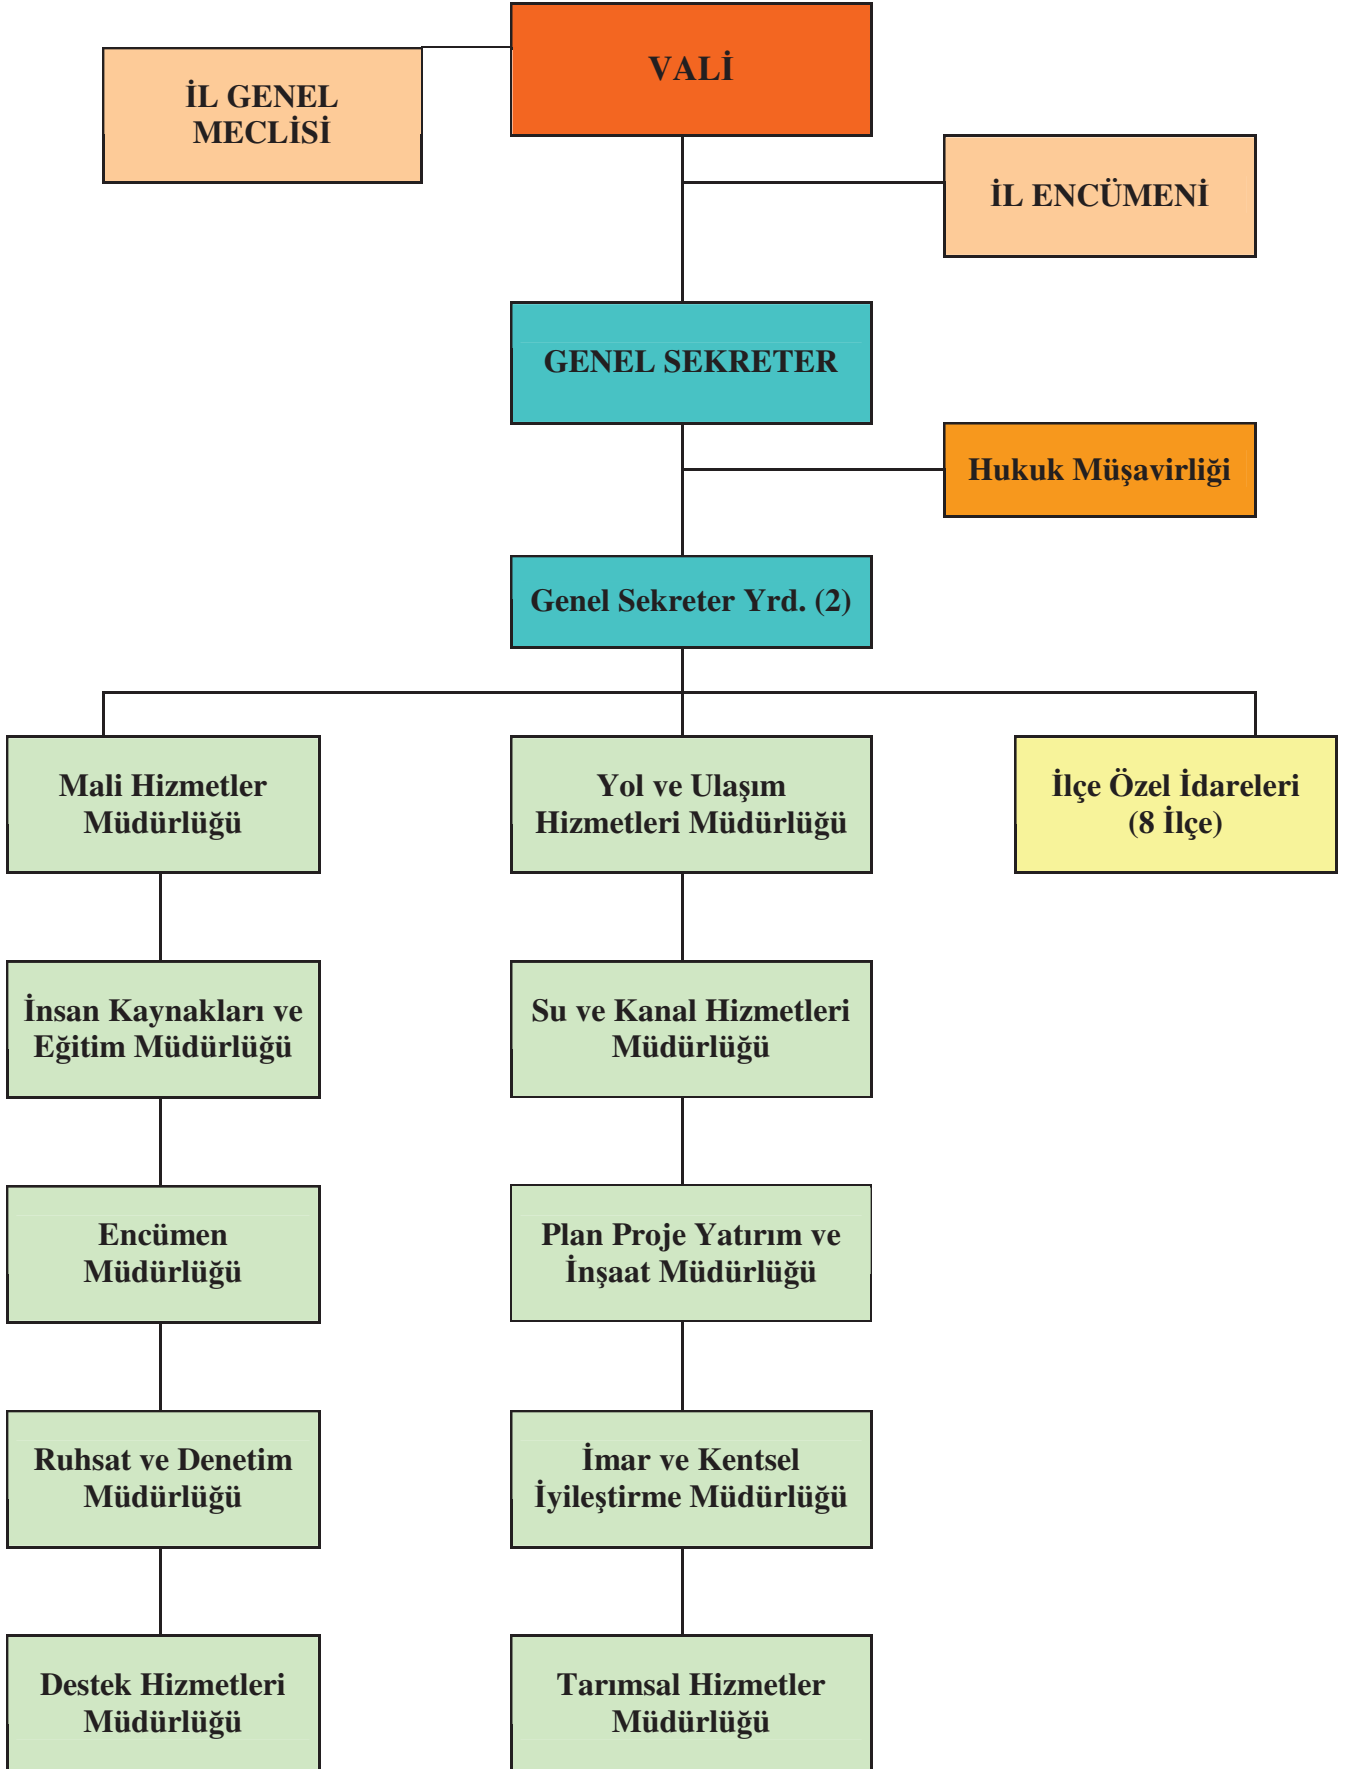 VALİ
İL GENEL
MECLİSİ
İL ENCÜMENİ
GENEL SEKRETER
Hukuk Müşavirliği
Genel Sekreter Yrd. (2)
Mali Hizmetler
Müdürlüğü
Yol ve Ulaşım
Hizmetleri Müdürlüğü
İlçe Özel İdareleri
(8 İlçe)
İnsan Kaynakları ve
Eğitim Müdürlüğü
Su ve Kanal Hizmetleri
Müdürlüğü
Encümen
Müdürlüğü
Plan Proje Yatırım ve
İnşaat Müdürlüğü
Ruhsat ve Denetim
Müdürlüğü
İmar ve Kentsel
İyileştirme Müdürlüğü
Destek Hizmetleri
Müdürlüğü
Tarımsal Hizmetler
Müdürlüğü